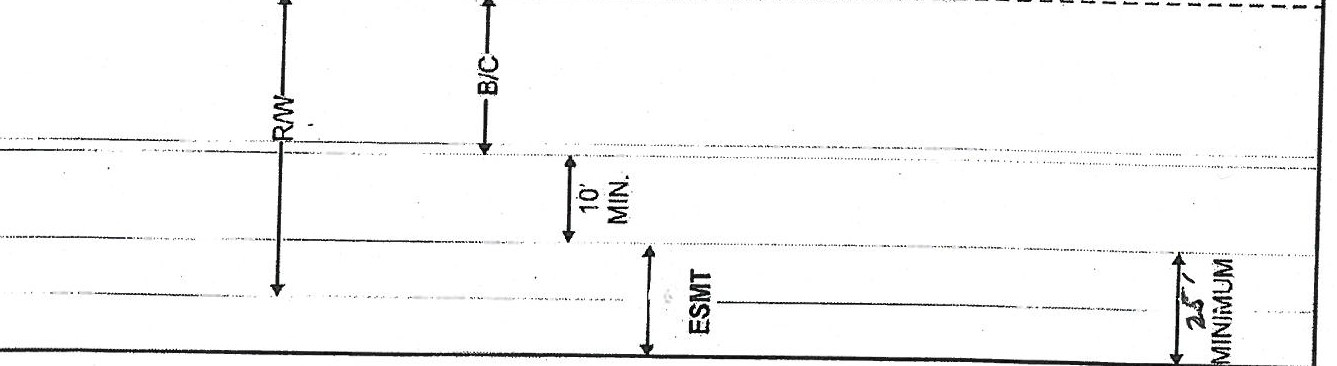 R/W
B/C
10'
MIN.
ESMT
25'
MINIMUM